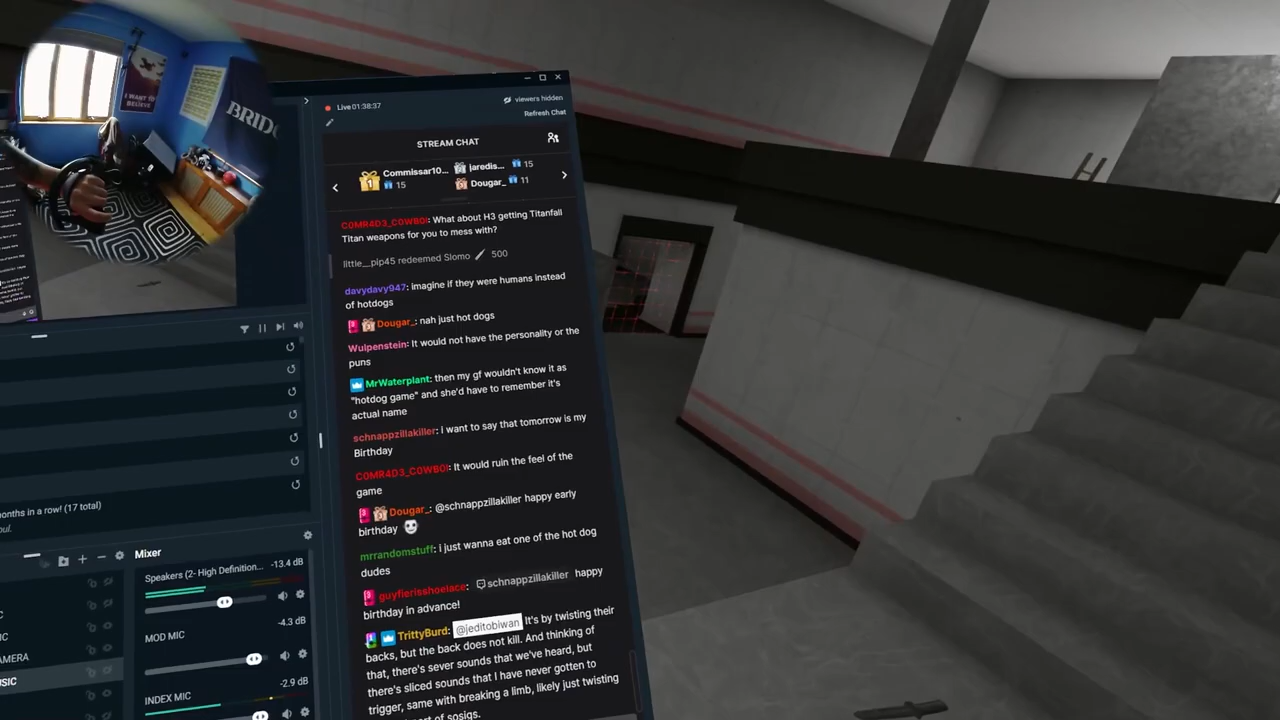 I WANT TO
BELIEVE
BRIDG
Live 01:38:37
viewers hidden
Refresh Chat
STREAM CHAT
1
Commissar10...
15
jaredis...
15
Dougar_
11
C0MR4D3_C0WB0I: What about H3 getting Titanfall
Titan weapons for you to mess with?
little__pip45 redeemed Slomo 500
davydavy947: imagine if they were humans instead
of hotdogs
Dougar_: nah just hot dogs
Wulpenstein: It would not have the personality or the
puns
MrWaterplant: then my gf wouldn't know it as
"hotdog game" and she'd have to remember it's
actual name
schnappzillakiller: i want to say that tomorrow is my
Birthday
C0MR4D3_C0WB0I: It would ruin the feel of the
game
Dougar_: @schnappzillakiller happy early
birthday
mrrandomstuff: i just wanna eat one of the hot dog
dudes
guyfierisshoelace: schnappzillakiller happy
birthday in advance!
TrittyBurd: @jeditobiwan It's by twisting their
backs, but the back does not kill. And thinking of
that, there's sever sounds that we've heard, but
there's sliced sounds that I have never gotten to
trigger, same with breaking a limb, likely just twisting
part of sosigs.
onths in a row! (17 total)
oul.
Mixer
Speakers (2- High Definition...
-13.4 dB
MOD MIC
-4.3 dB
INDEX MIC
-2.9 dB
C
AMERA
USIC